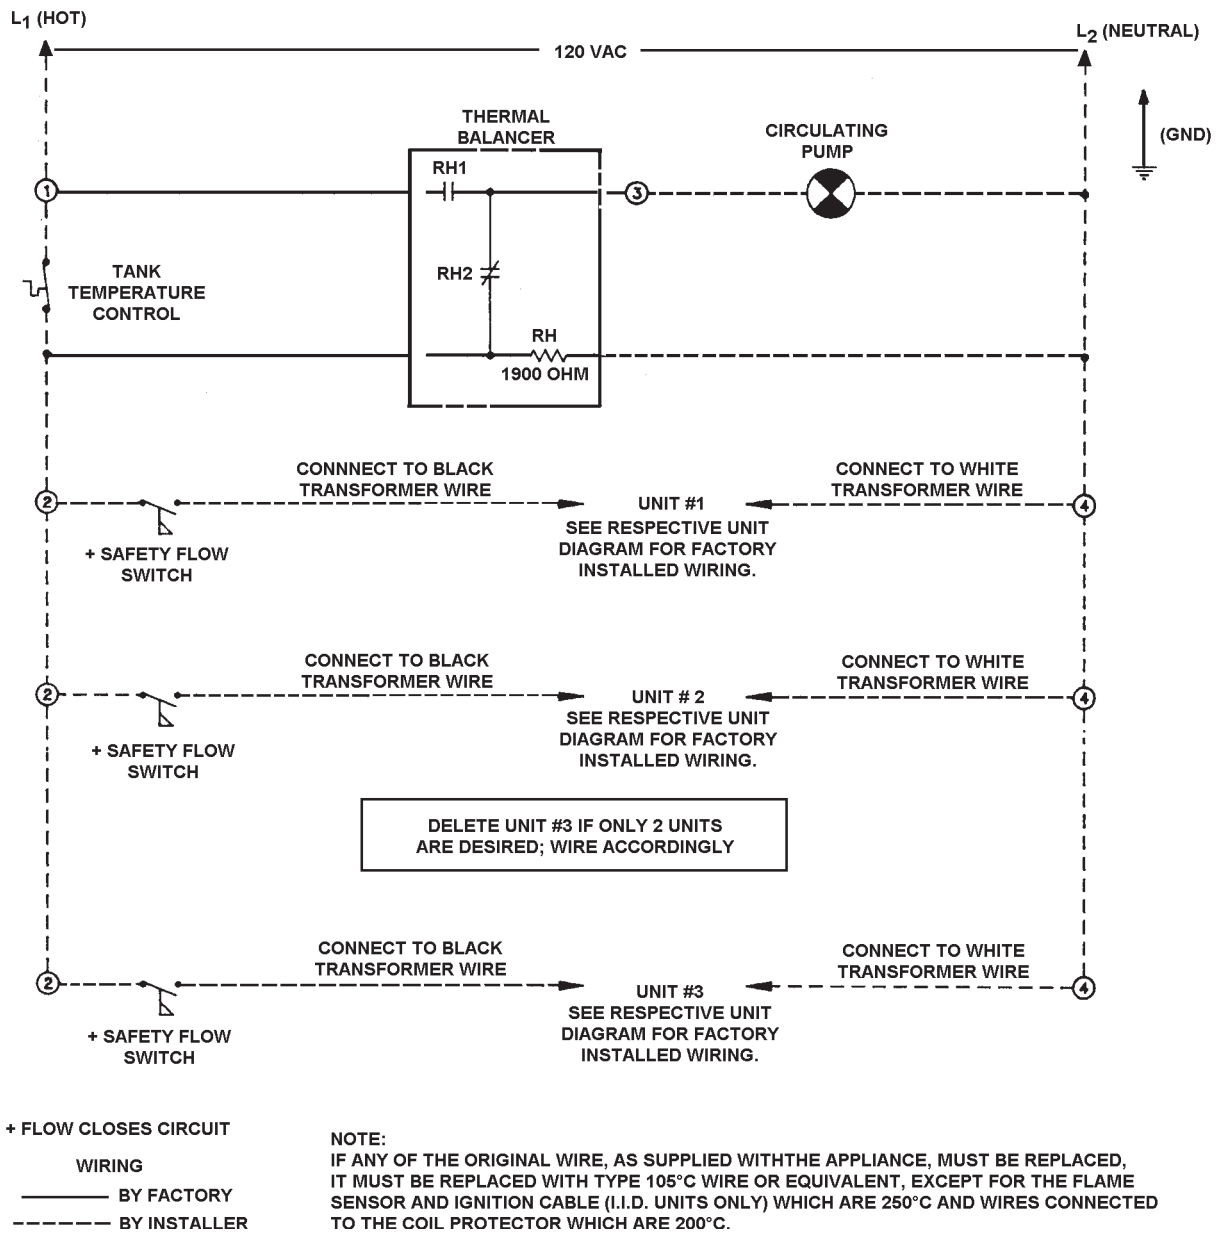 L1 (HOT)
L2 (NEUTRAL)
120 VAC
THERMAL
BALANCER
CIRCULATING
PUMP
(GND)
RH1
1
3
RH2
TANK
TEMPERATURE
CONTROL
RH
1900 OHM
CONNNECT TO BLACK
TRANSFORMER WIRE
CONNECT TO WHITE
TRANSFORMER WIRE
2
UNIT #1
4
SEE RESPECTIVE UNIT
DIAGRAM FOR FACTORY
INSTALLED WIRING.
+ SAFETY FLOW
SWITCH
CONNECT TO BLACK
TRANSFORMER WIRE
CONNECT TO WHITE
TRANSFORMER WIRE
2
UNIT # 2
4
SEE RESPECTIVE UNIT
DIAGRAM FOR FACTORY
INSTALLED WIRING.
+ SAFETY FLOW
SWITCH
DELETE UNIT #3 IF ONLY 2 UNITS
ARE DESIRED; WIRE ACCORDINGLY
CONNECT TO BLACK
TRANSFORMER WIRE
CONNECT TO WHITE
TRANSFORMER WIRE
2
UNIT #3
4
SEE RESPECTIVE UNIT
DIAGRAM FOR FACTORY
INSTALLED WIRING.
+ SAFETY FLOW
SWITCH
+ FLOW CLOSES CIRCUIT
WIRING
BY FACTORY
BY INSTALLER
NOTE:
IF ANY OF THE ORIGINAL WIRE, AS SUPPLIED WITHTHE APPLIANCE, MUST BE REPLACED,
IT MUST BE REPLACED WITH TYPE 105°C WIRE OR EQUIVALENT, EXCEPT FOR THE FLAME
SENSOR AND IGNITION CABLE (I.I.D. UNITS ONLY) WHICH ARE 250°C AND WIRES CONNECTED
TO THE COIL PROTECTOR WHICH ARE 200°C.